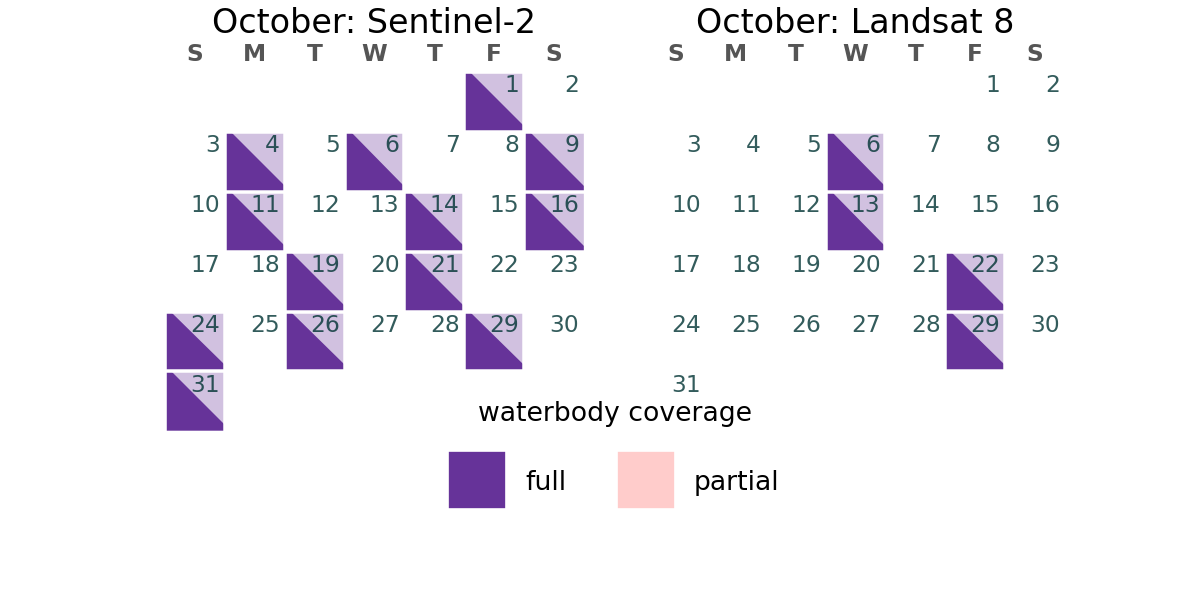 October: Sentinel-2
S M T W T F S
1 2
3 4 5 6 7 8 9
10 11 12 13 14 15 16
17 18 19 20 21 22 23
24 25 26 27 28 29 30
31
October: Landsat 8
S M T W T F S
1 2
3 4 5 6 7 8 9
10 11 12 13 14 15 16
17 18 19 20 21 22 23
24 25 26 27 28 29 30
31
waterbody coverage
full partial